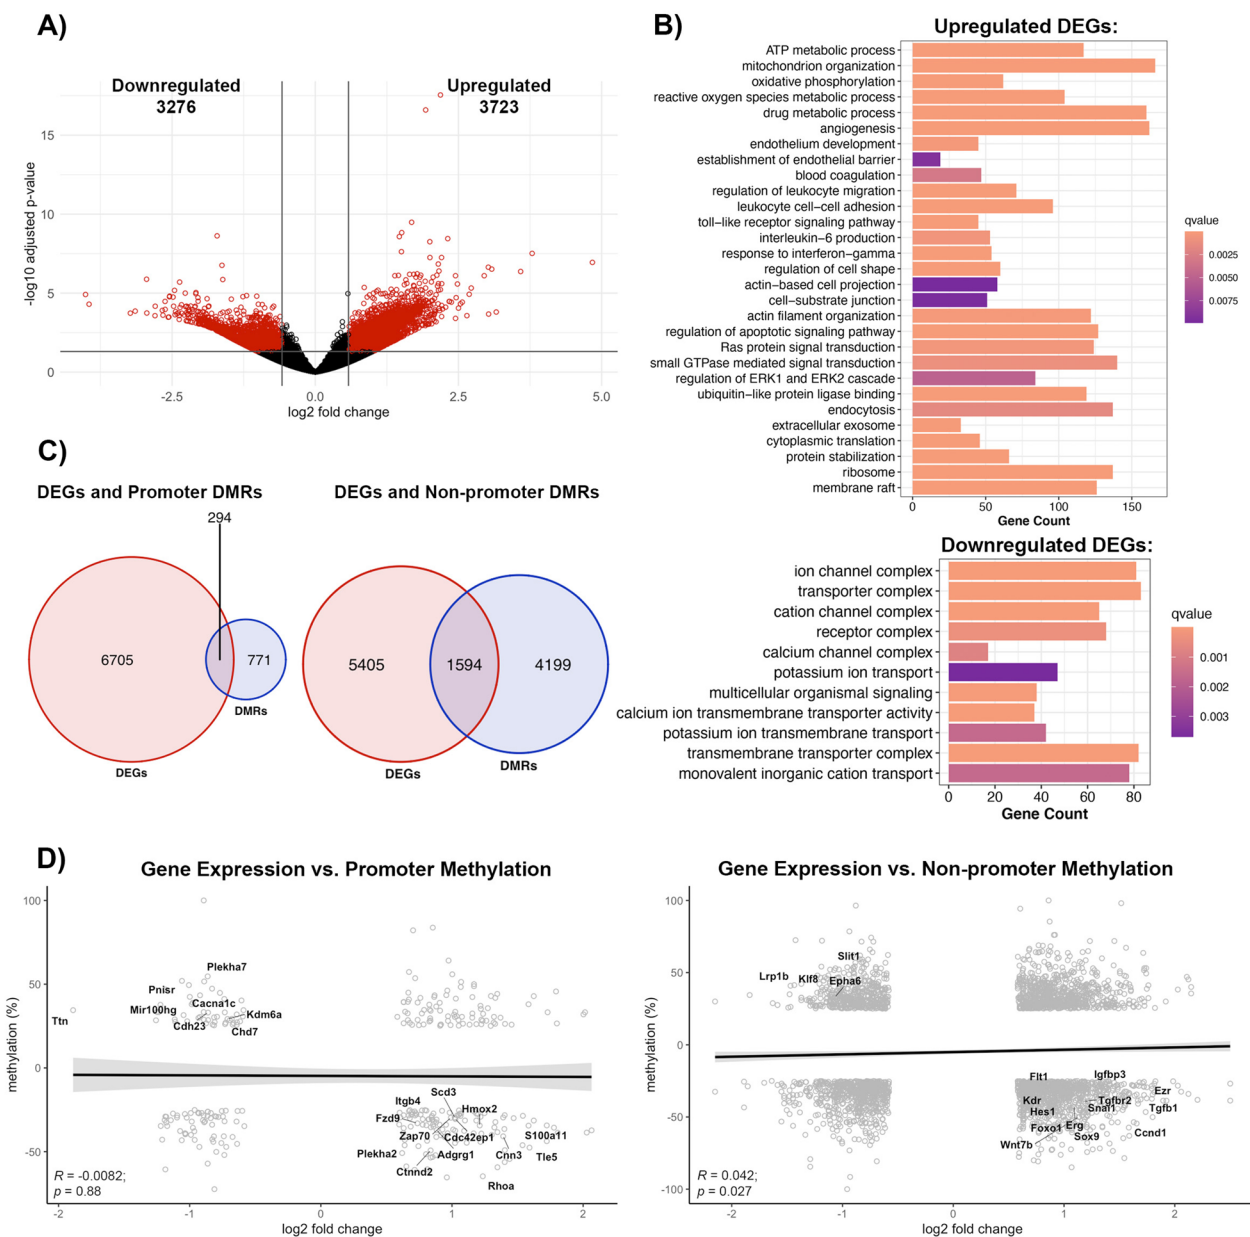 A)
Downregulated
3276
Upregulated
3723
-log10 adjusted p-value
15
10
5
0
-2.5
0.0
2.5
5.0
log2 fold change
B)
Upregulated DEGs:
ATP metabolic process
mitochondrion organization
oxidative phosphorylation
reactive oxygen species metabolic process
drug metabolic process
angiogenesis
endothelium development
establishment of endothelial barrier
blood coagulation
regulation of leukocyte migration
leukocyte cell-cell adhesion
toll-like receptor signaling pathway
interleukin-6 production
response to interferon-gamma
regulation of cell shape
actin-based cell projection
cell-substrate junction
actin filament organization
regulation of apoptotic signaling pathway
Ras protein signal transduction
small GTPase mediated signal transduction
regulation of ERK1 and ERK2 cascade
ubiquitin-like protein ligase binding
endocytosis
extracellular exosome
cytoplasmic translation
protein stabilization
ribosome
membrane raft
0
50
100
150
Gene Count
qvalue
0.0025
0.0050
0.0075
Downregulated DEGs:
ion channel complex
transporter complex
cation channel complex
receptor complex
calcium channel complex
potassium ion transport
multicellular organismal signaling
calcium ion transmembrane transporter activity
potassium ion transmembrane transport
transmembrane transporter complex
monovalent inorganic cation transport
0
20
40
60
80
Gene Count
qvalue
0.001
0.002
0.003
C)
DEGs and Promoter DMRs
294
6705
771
DMRs
DEGs
DEGs and Non-promoter DMRs
5405
1594
4199
DEGs
DMRs
D)
Gene Expression vs. Promoter Methylation
methylation (%)
100
50
0
-50
Plekha7
Pnisr
Mir100hg
Cacna1c
Ttn
Cdh23
Kdm6a
Chd7
Scd3
Itgb4
Hmox2
Fzd9
Zap70
Cdc42ep1
S100a11
Plekha2
Adgrg1
Cnn3
Tle5
Ctnnd2
Rhoa
R = -0.0082;
p = 0.88
-2
-1
0
1
2
log2 fold change
Gene Expression vs. Non-promoter Methylation
methylation (%)
100
50
0
-50
-100
Slit1
Lrp1b
Klf8
Epha6
Flt1
Igfbp3
Ezr
Kdr
Tgfbr2
Hes1
Snai1
Tgfb1
Foxo1
Erg
Sox9
Ccnd1
Wnt7b
R = 0.042;
p = 0.027
-2
-1
0
1
2
log2 fold change